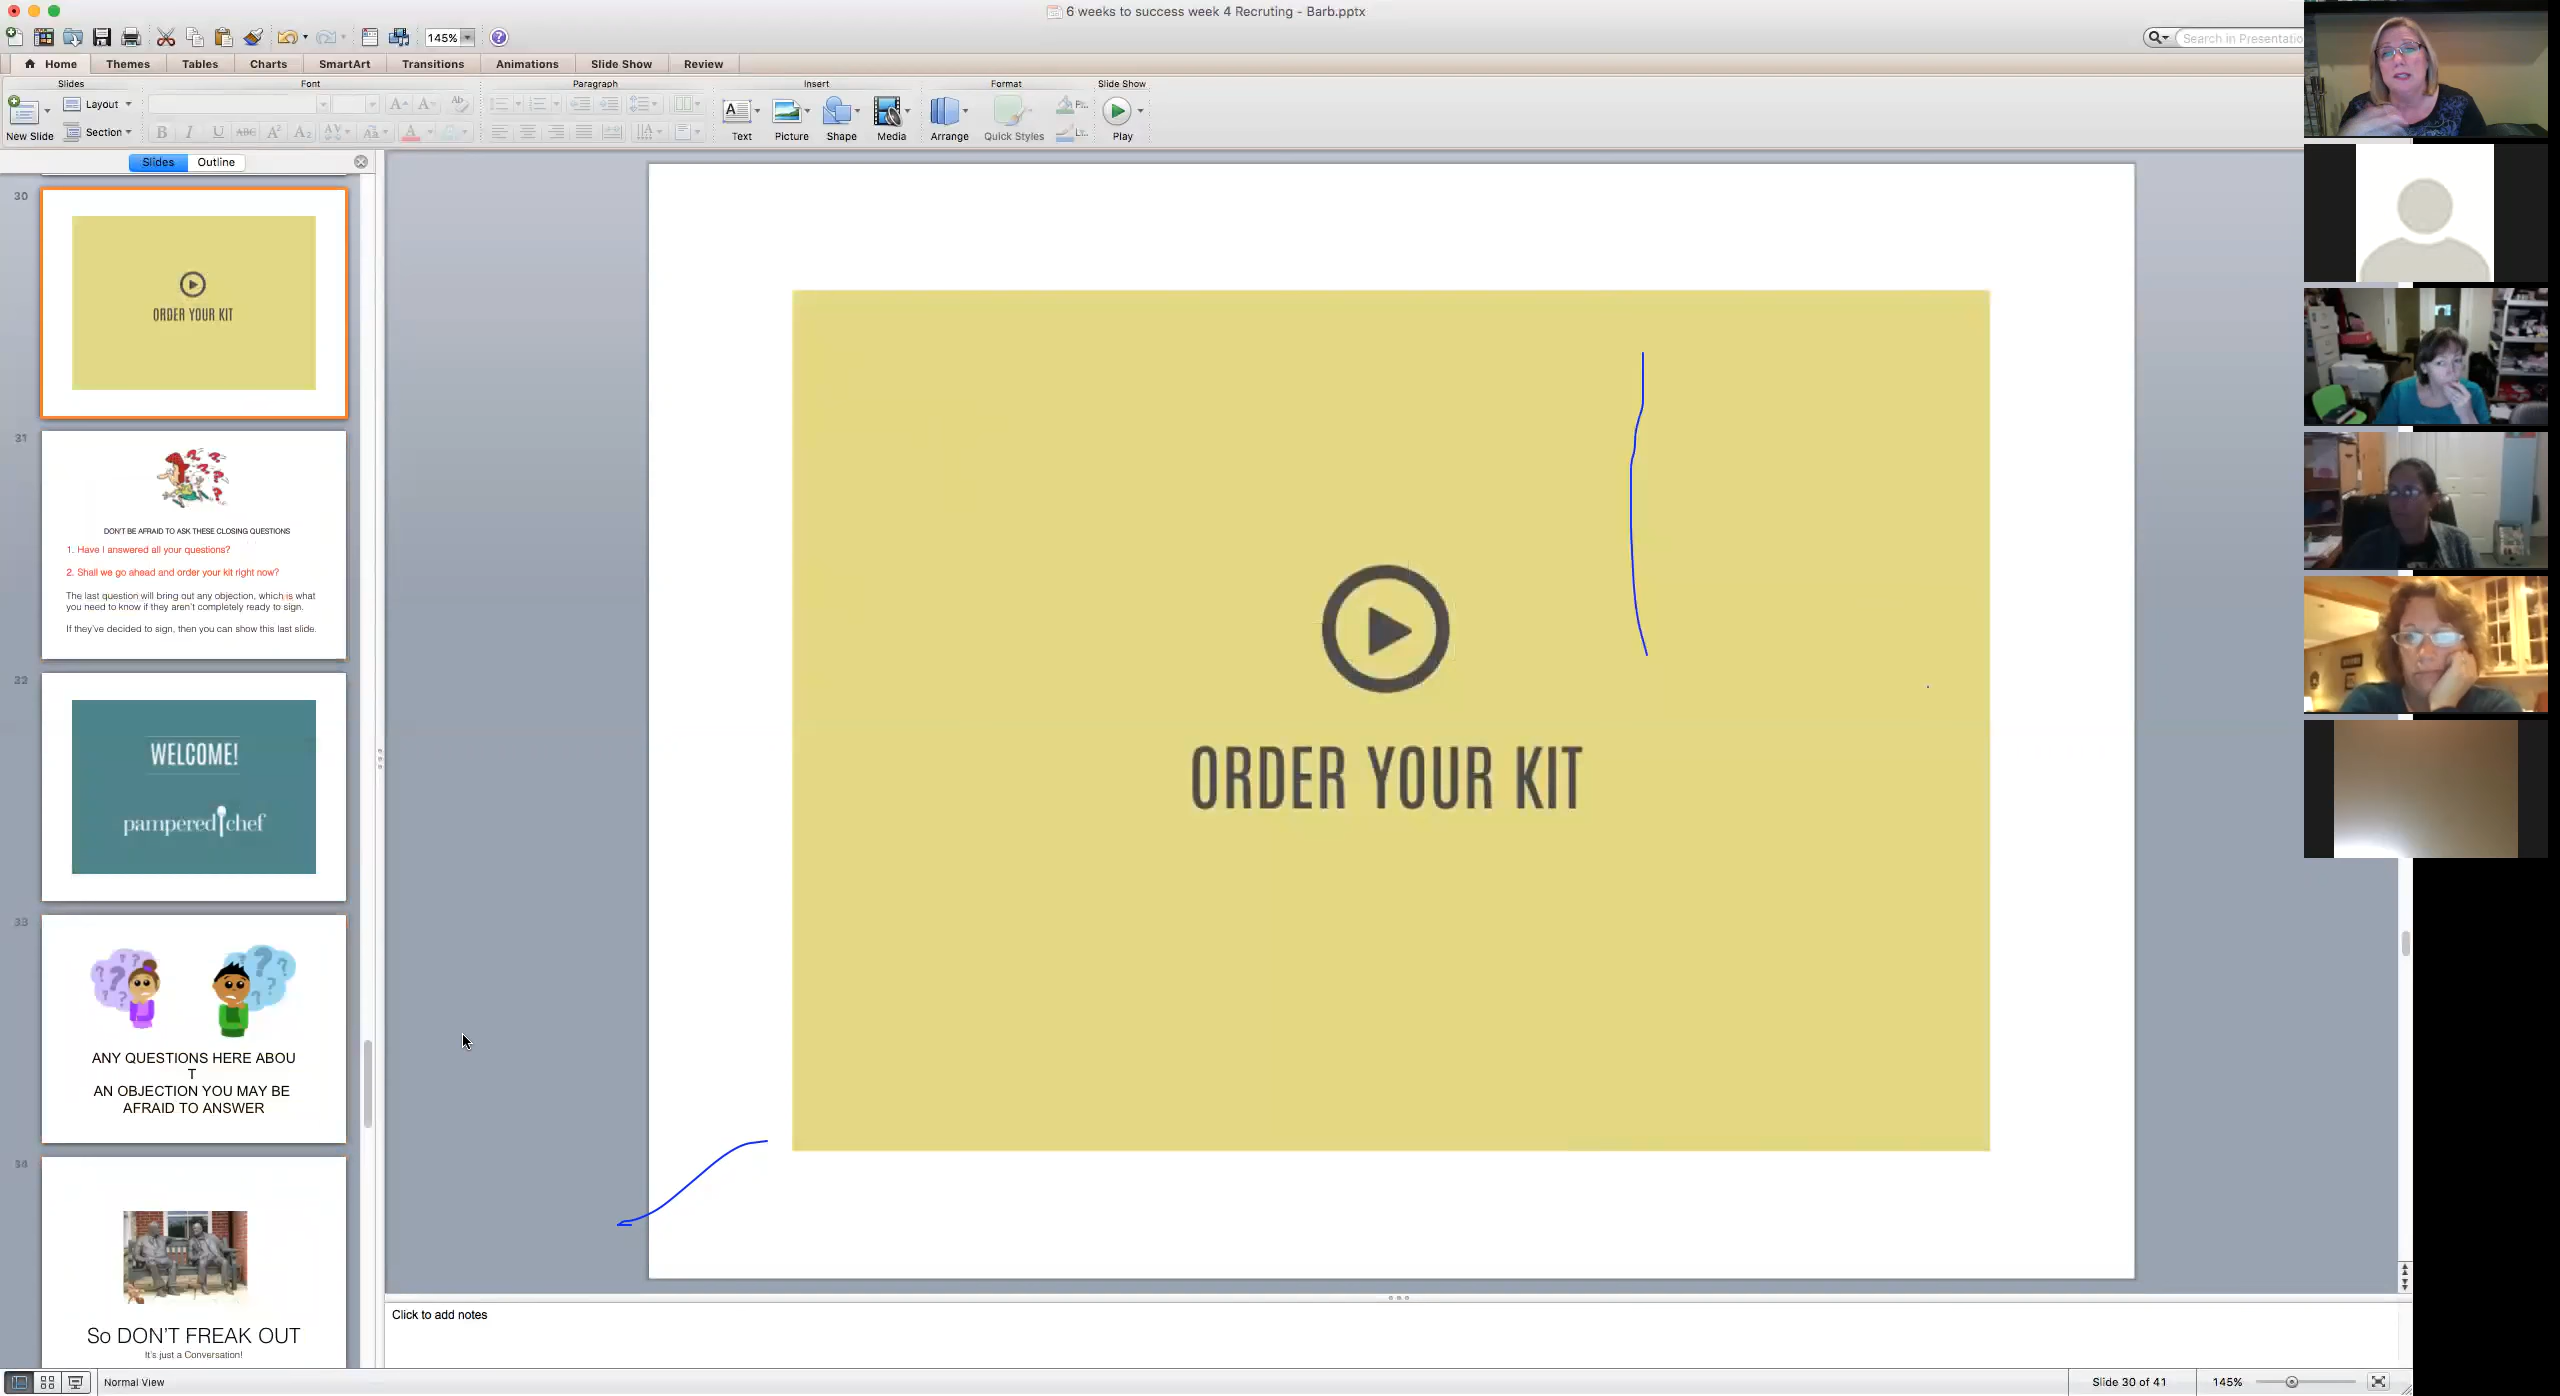 6 weeks to success week 4 Recruting - Barb.pptx
145%
Search in Presentatio
Home Themes Tables Charts SmartArt Transitions Animations Slide Show Review
Slides Font Paragraph Insert Format Slide Show
New Slide
Layout
Section
Text Picture Shape Media Arrange Quick Styles Play
Slides Outline
30
ORDER YOUR KIT
31
DON'T BE AFRAID TO ASK THESE CLOSING QUESTIONS
1. Have I answered all your questions?
2. Shall we go ahead and order your kit right now?
The last question will bring out any objection, which is what
you need to know if they aren't completely ready to sign.
If they've decided to sign, then you can show this last slide.
32
WELCOME!
pampered chef
33
ANY QUESTIONS HERE ABOU
T
AN OBJECTION YOU MAY BE
AFRAID TO ANSWER
So DON'T FREAK OUT
It's just a Conversation!
ORDER YOUR KIT
Click to add notes
Normal View
Slide 30 of 41
145%